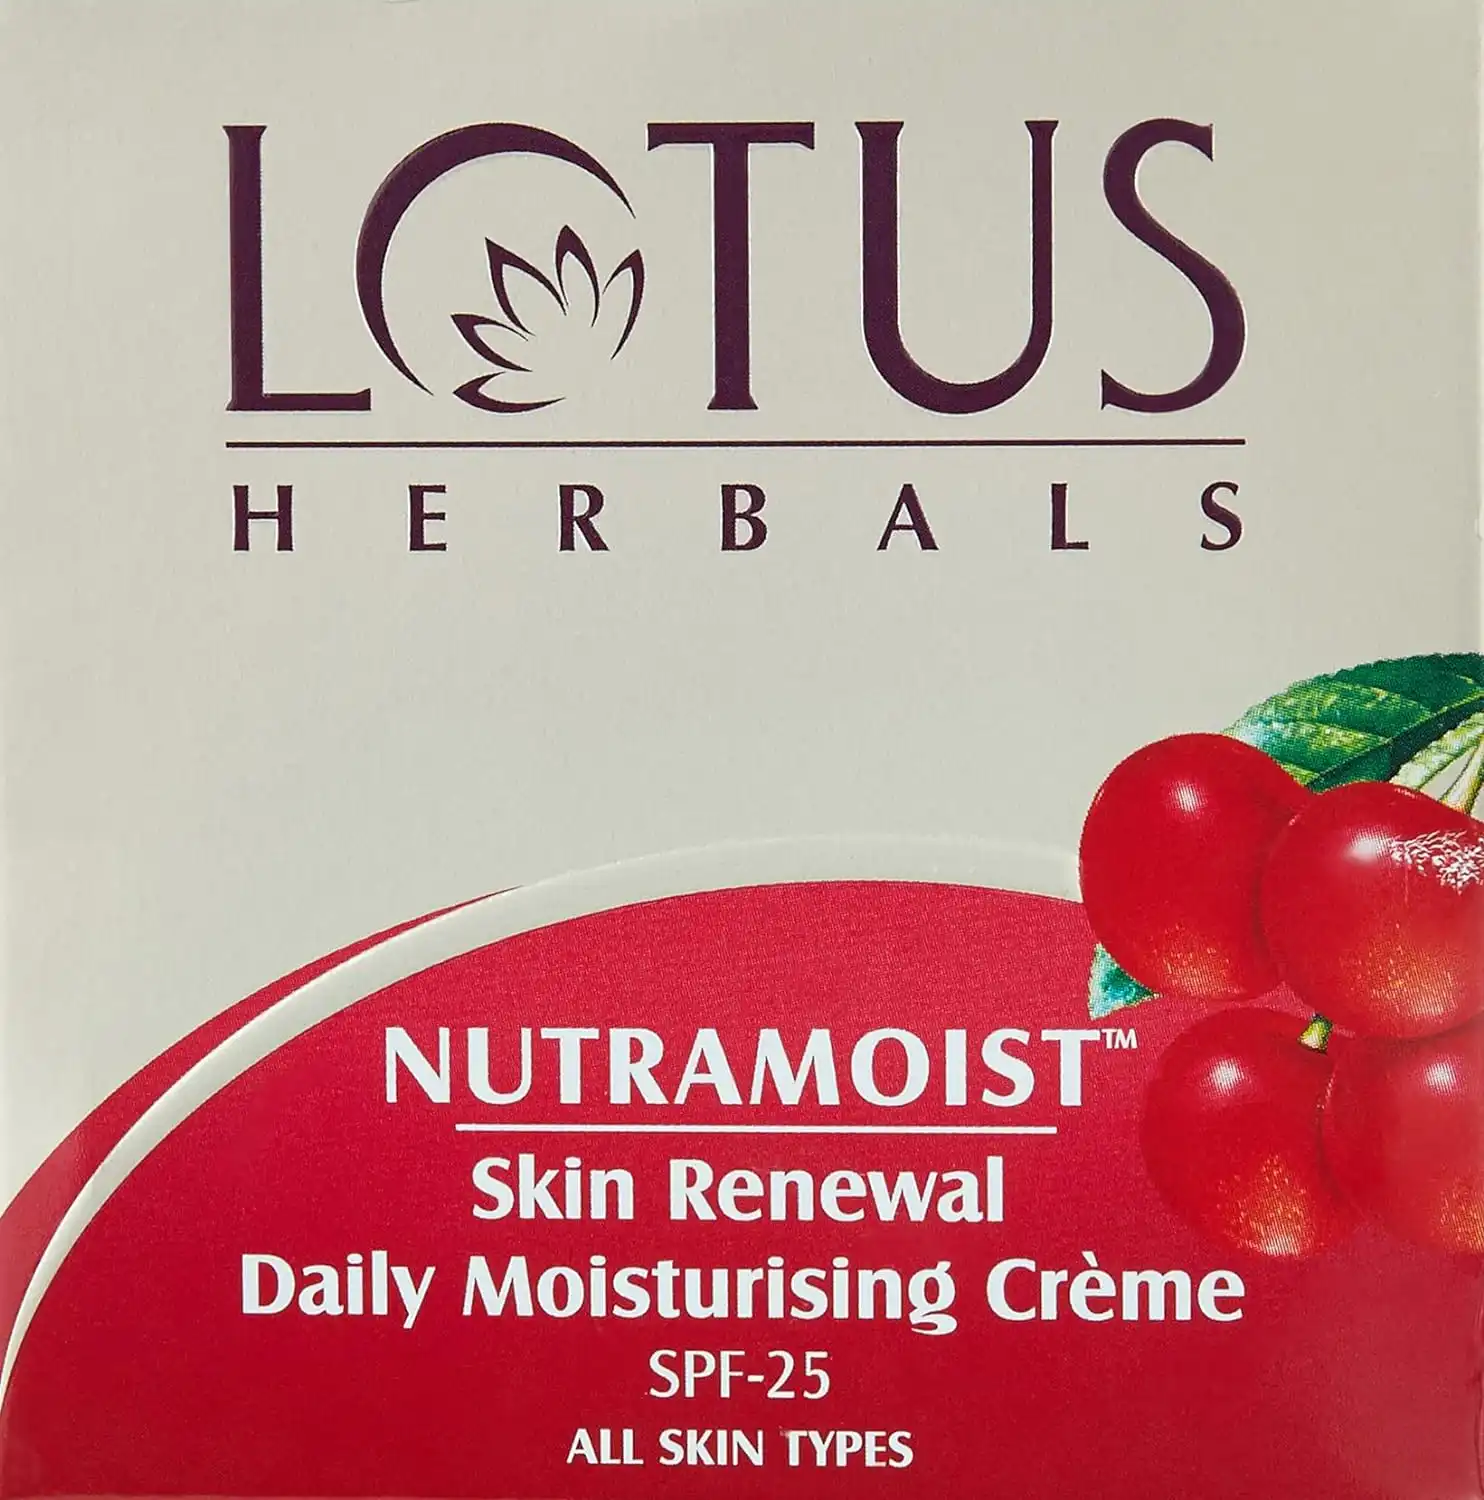 LOTUS
HERBALS
NUTRAMOIST™
Skin Renewal
Daily Moisturising Crème
SPF-25
ALL SKIN TYPES